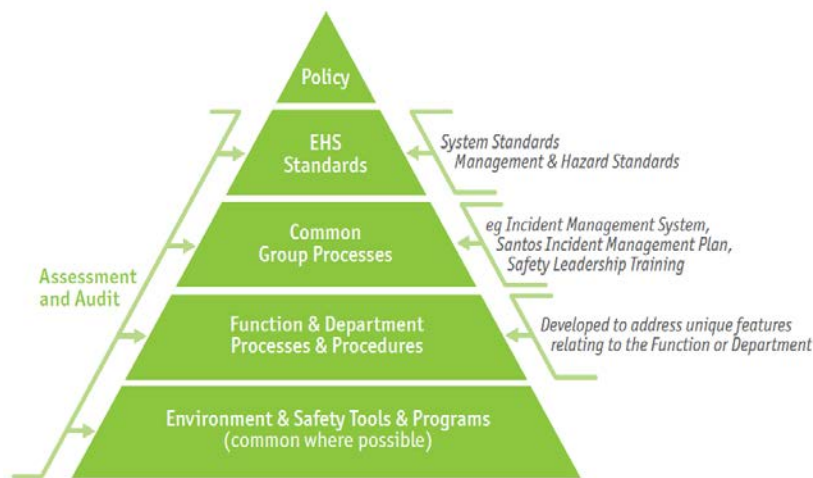 Policy
EHS
Standards
System Standards
Management & Hazard Standards
Common
Group Processes
eg Incident Management System,
Santos Incident Management Plan,
Safety Leadership Training
Assessment
and Audit
Function & Department
Processes & Procedures
Developed to address unique features
relating to the Function or Department
Environment & Safety Tools & Programs
(common where possible)